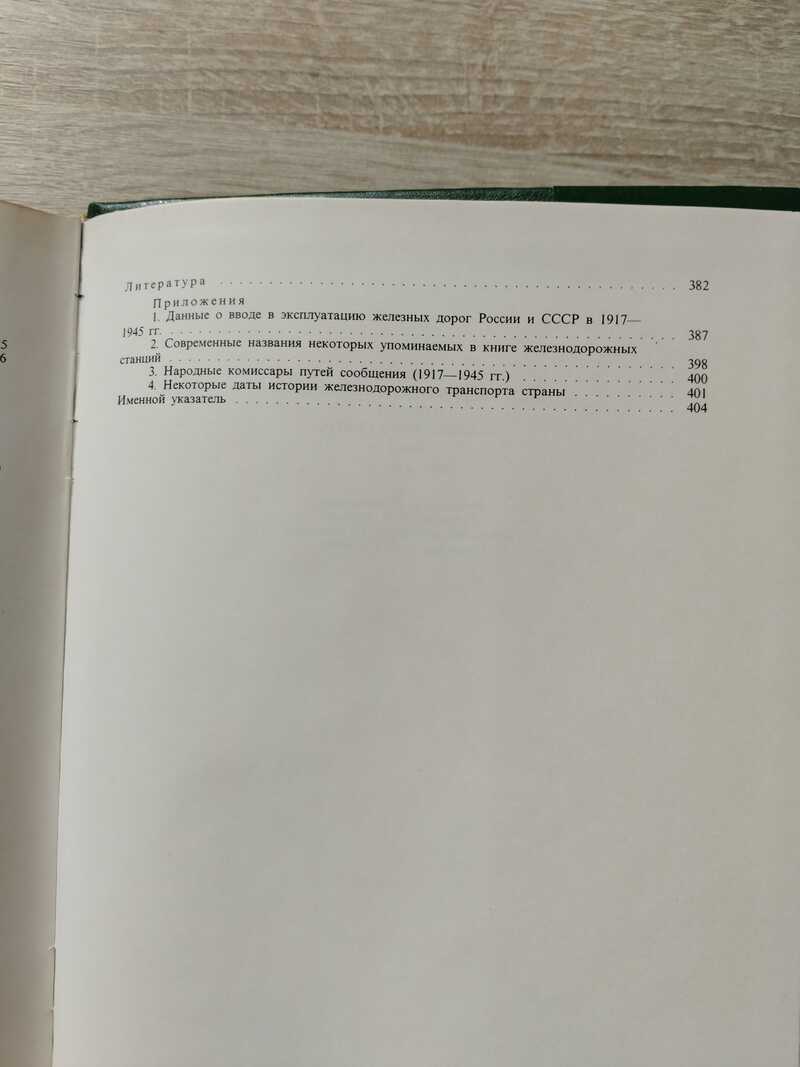 5
6
Литература . . . . . . . . . . . . . . . . . . . . . . . . . . . . . . . . . . . . . . . . . . . . 382
Приложения
1. Данные о вводе в эксплуатацию железных дорог России и СССР в 1917—
1945 гг. . . . . . . . . . . . . . . . . . . . . . . . . . . . . . . . . . . . . . . . . . . . . . 387
2. Современные названия некоторых упоминаемых в книге железнодорожных
станций . . . . . . . . . . . . . . . . . . . . . . . . . . . . . . . . . . . . . . . . . . . . . . 398
3. Народные комиссары путей сообщения (1917—1945 гг.) . . . . . . . . . . . . . . . 400
4. Некоторые даты истории железнодорожного транспорта страны . . . . . . . . . . 401
Именной указатель . . . . . . . . . . . . . . . . . . . . . . . . . . . . . . . . . . . . . . . . 404